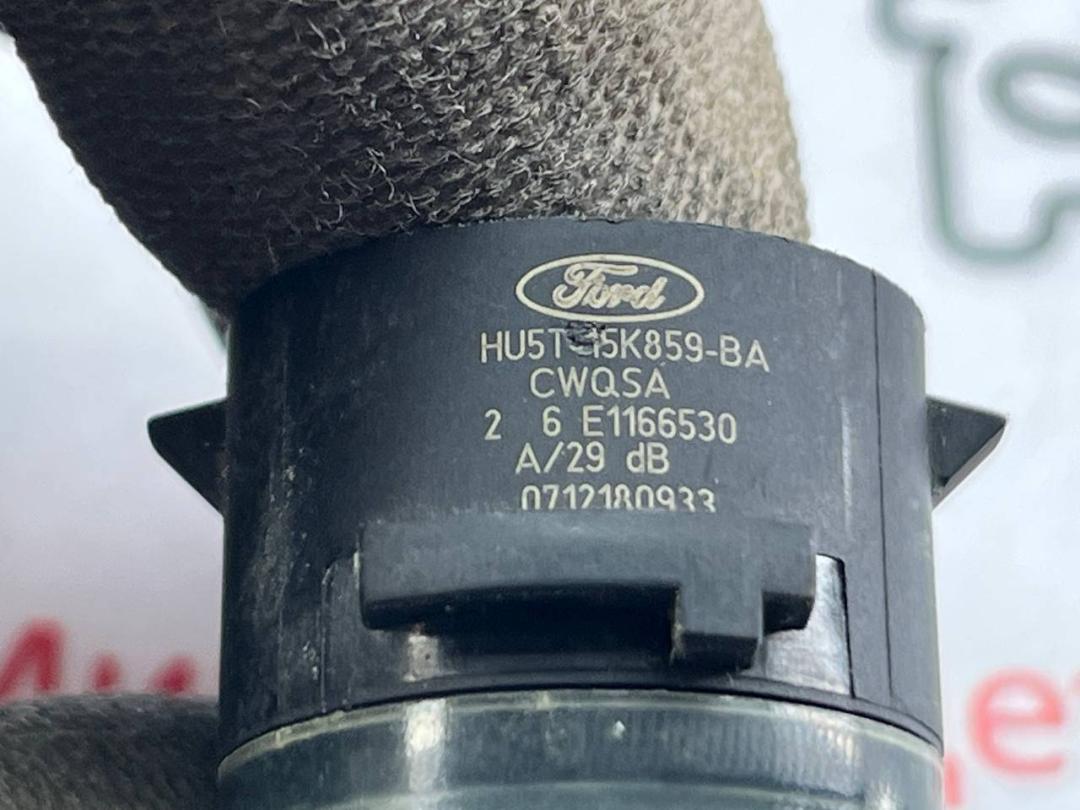 Ford
HU5T-15K859-BA
CWQSA
2 6 E1166530
A/29 dB
0712180933